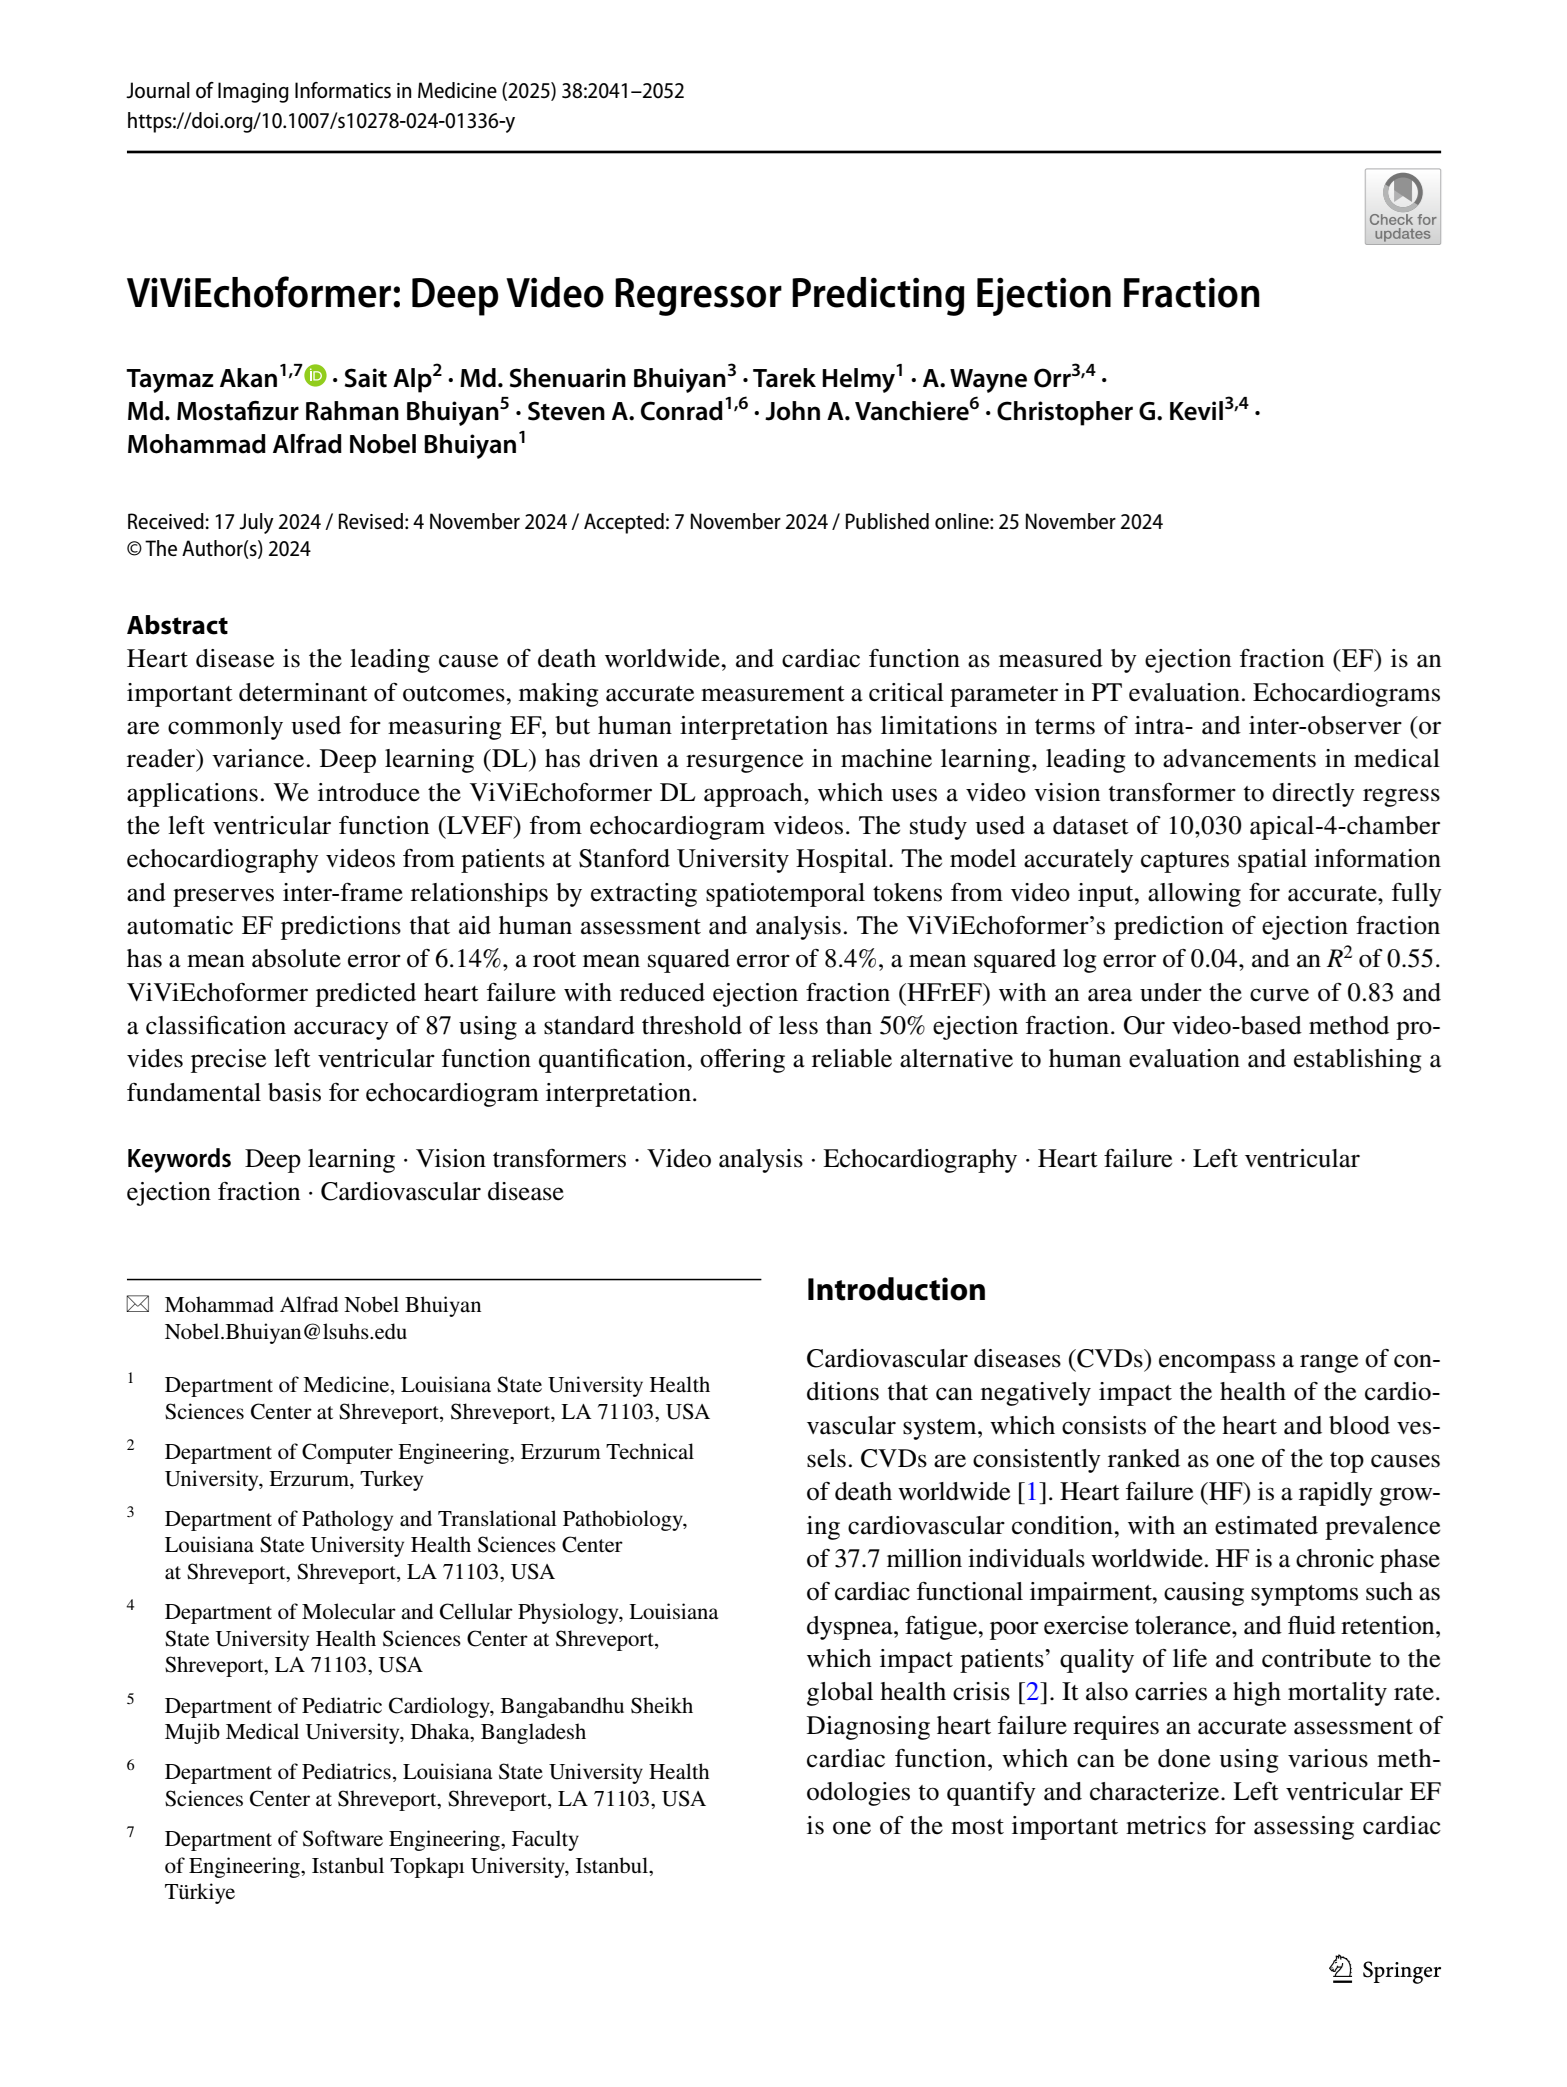 Journal of Imaging Informatics in Medicine (2025) 38:2041–2052
https://doi.org/10.1007/s10278-024-01336-y
Check for
updates
ViViEchoformer: Deep Video Regressor Predicting Ejection Fraction
Taymaz Akan1,7 iD · Sait Alp2 · Md. Shenuarin Bhuiyan3 · Tarek Helmy1 · A. Wayne Orr3,4 ·
Md. Mostafizur Rahman Bhuiyan5 · Steven A. Conrad1,6 · John A. Vanchiere6 · Christopher G. Kevil3,4 ·
Mohammad Alfrad Nobel Bhuiyan1
Received: 17 July 2024 / Revised: 4 November 2024 / Accepted: 7 November 2024 / Published online: 25 November 2024
© The Author(s) 2024
Abstract
Heart disease is the leading cause of death worldwide, and cardiac function as measured by ejection fraction (EF) is an
important determinant of outcomes, making accurate measurement a critical parameter in PT evaluation. Echocardiograms
are commonly used for measuring EF, but human interpretation has limitations in terms of intra- and inter-observer (or
reader) variance. Deep learning (DL) has driven a resurgence in machine learning, leading to advancements in medical
applications. We introduce the ViViEchoformer DL approach, which uses a video vision transformer to directly regress
the left ventricular function (LVEF) from echocardiogram videos. The study used a dataset of 10,030 apical-4-chamber
echocardiography videos from patients at Stanford University Hospital. The model accurately captures spatial information
and preserves inter-frame relationships by extracting spatiotemporal tokens from video input, allowing for accurate, fully
automatic EF predictions that aid human assessment and analysis. The ViViEchoformer's prediction of ejection fraction
has a mean absolute error of 6.14%, a root mean squared error of 8.4%, a mean squared log error of 0.04, and an R2 of 0.55.
ViViEchoformer predicted heart failure with reduced ejection fraction (HFrEF) with an area under the curve of 0.83 and
a classification accuracy of 87 using a standard threshold of less than 50% ejection fraction. Our video-based method pro-
vides precise left ventricular function quantification, offering a reliable alternative to human evaluation and establishing a
fundamental basis for echocardiogram interpretation.
Keywords Deep learning · Vision transformers · Video analysis · Echocardiography · Heart failure · Left ventricular
ejection fraction · Cardiovascular disease
Mohammad Alfrad Nobel Bhuiyan
Nobel.Bhuiyan@lsuhs.edu
1 Department of Medicine, Louisiana State University Health
Sciences Center at Shreveport, Shreveport, LA 71103, USA
2 Department of Computer Engineering, Erzurum Technical
University, Erzurum, Turkey
3 Department of Pathology and Translational Pathobiology,
Louisiana State University Health Sciences Center
at Shreveport, Shreveport, LA 71103, USA
4 Department of Molecular and Cellular Physiology, Louisiana
State University Health Sciences Center at Shreveport,
Shreveport, LA 71103, USA
5 Department of Pediatric Cardiology, Bangabandhu Sheikh
Mujib Medical University, Dhaka, Bangladesh
6 Department of Pediatrics, Louisiana State University Health
Sciences Center at Shreveport, Shreveport, LA 71103, USA
7 Department of Software Engineering, Faculty
of Engineering, Istanbul Topkapı University, Istanbul,
Türkiye
Introduction
Cardiovascular diseases (CVDs) encompass a range of con-
ditions that can negatively impact the health of the cardio-
vascular system, which consists of the heart and blood ves-
sels. CVDs are consistently ranked as one of the top causes
of death worldwide [1]. Heart failure (HF) is a rapidly grow-
ing cardiovascular condition, with an estimated prevalence
of 37.7 million individuals worldwide. HF is a chronic phase
of cardiac functional impairment, causing symptoms such as
dyspnea, fatigue, poor exercise tolerance, and fluid retention,
which impact patients' quality of life and contribute to the
global health crisis [2]. It also carries a high mortality rate.
Diagnosing heart failure requires an accurate assessment of
cardiac function, which can be done using various meth-
odologies to quantify and characterize. Left ventricular EF
is one of the most important metrics for assessing cardiac
Springer